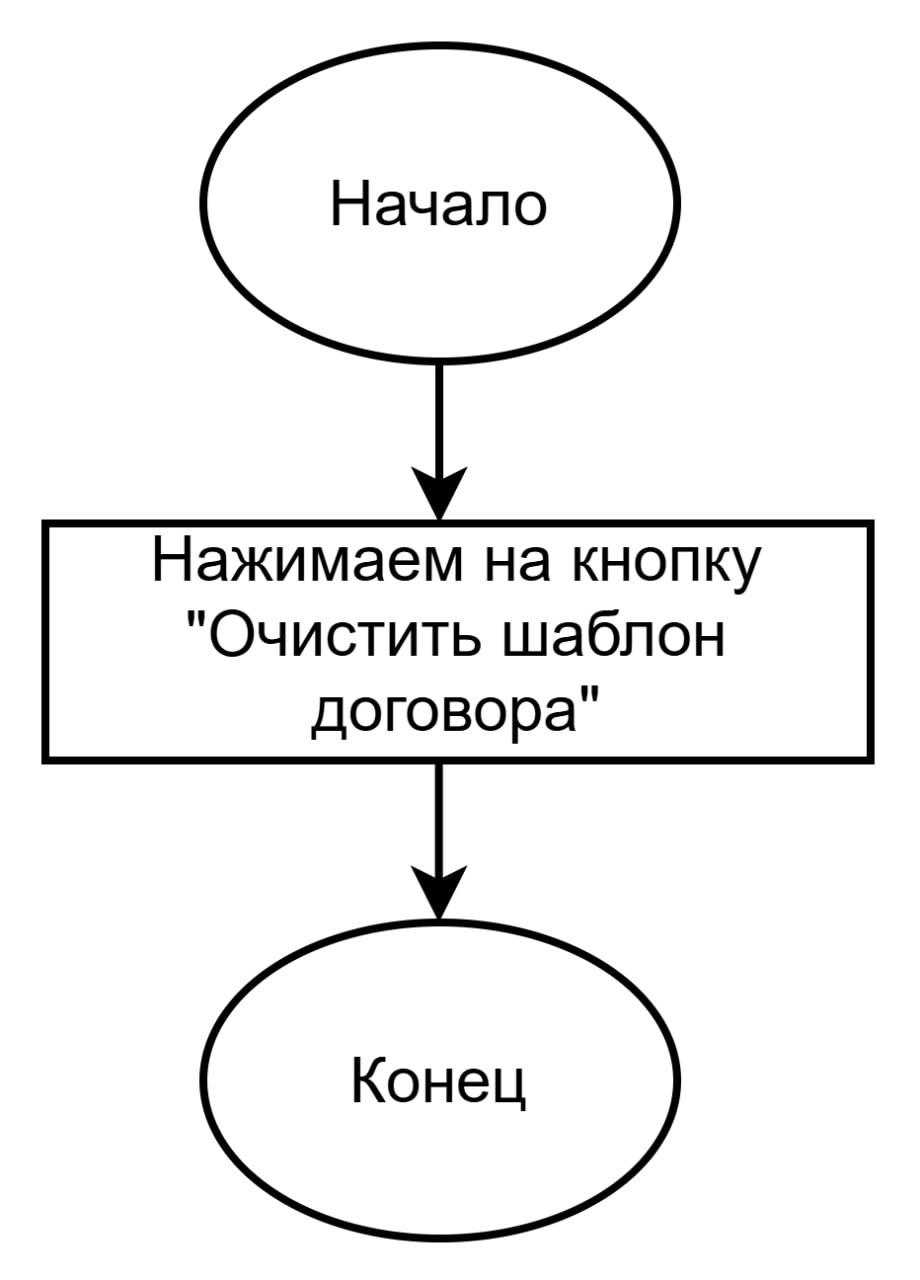 Начало
Нажимаем на кнопку
"Очистить шаблон
договора"
Конец